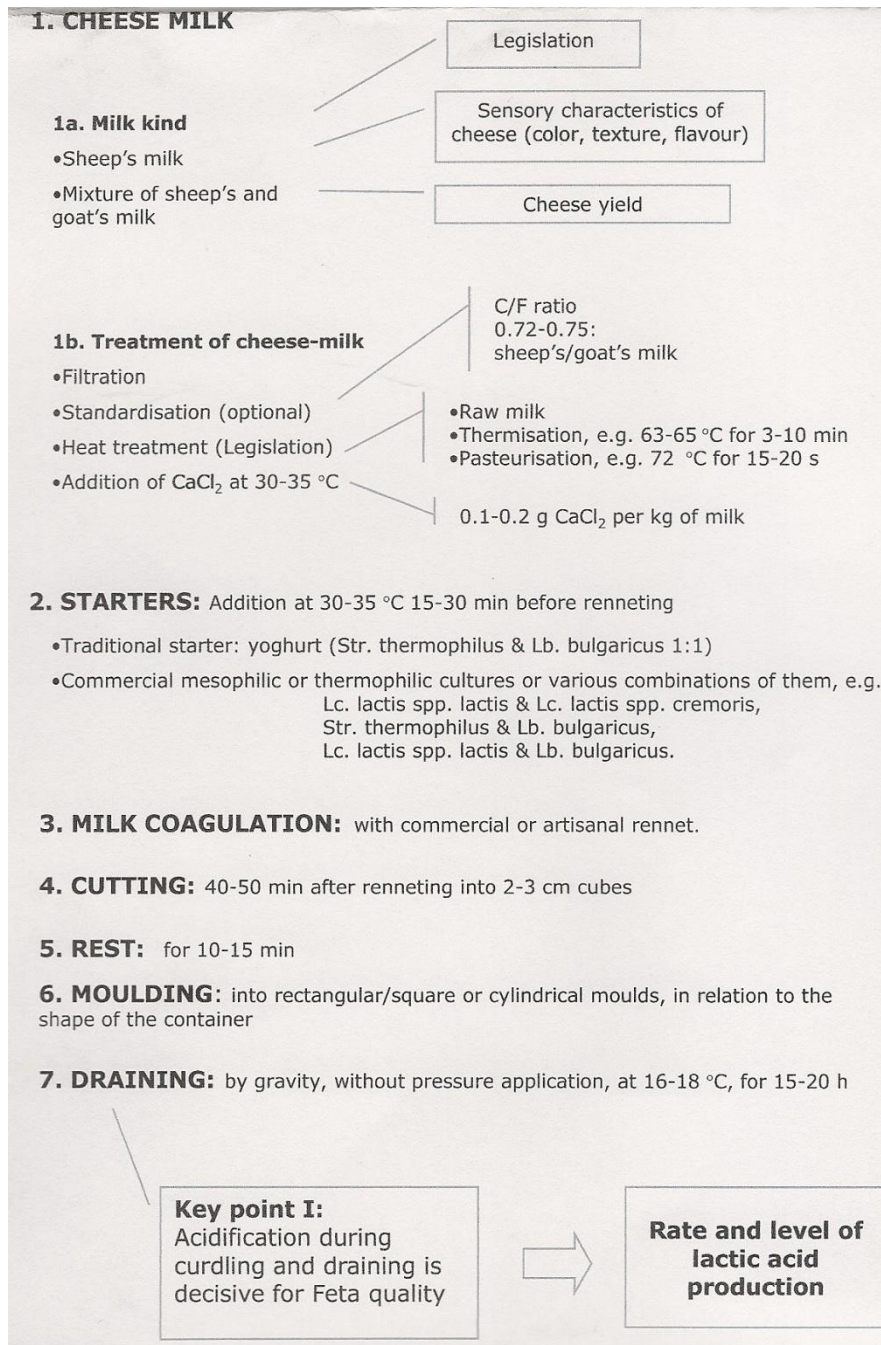 1. CHEESE MILK
Legislation
1a. Milk kind
•Sheep's milk
•Mixture of sheep's and
goat's milk
Sensory characteristics of
cheese (color, texture, flavour)
Cheese yield
1b. Treatment of cheese-milk
•Filtration
•Standardisation (optional)
•Heat treatment (Legislation)
•Addition of CaCl₂ at 30-35 °C
C/F ratio
0.72-0.75:
sheep's/goat's milk
•Raw milk
•Thermisation, e.g. 63-65 °C for 3-10 min
•Pasteurisation, e.g. 72 °C for 15-20 s
0.1-0.2 g CaCl₂ per kg of milk
2. STARTERS: Addition at 30-35 °C 15-30 min before renneting
•Traditional starter: yoghurt (Str. thermophilus & Lb. bulgaricus 1:1)
•Commercial mesophilic or thermophilic cultures or various combinations of them, e.g.
Lc. lactis spp. lactis & Lc. lactis spp. cremoris,
Str. thermophilus & Lb. bulgaricus,
Lc. lactis spp. lactis & Lb. bulgaricus.
3. MILK COAGULATION: with commercial or artisanal rennet.
4. CUTTING: 40-50 min after renneting into 2-3 cm cubes
5. REST: for 10-15 min
6. MOULDING: into rectangular/square or cylindrical moulds, in relation to the
shape of the container
7. DRAINING: by gravity, without pressure application, at 16-18 °C, for 15-20 h
Key point I:
Acidification during
curdling and draining is
decisive for Feta quality
Rate and level of
lactic acid
production